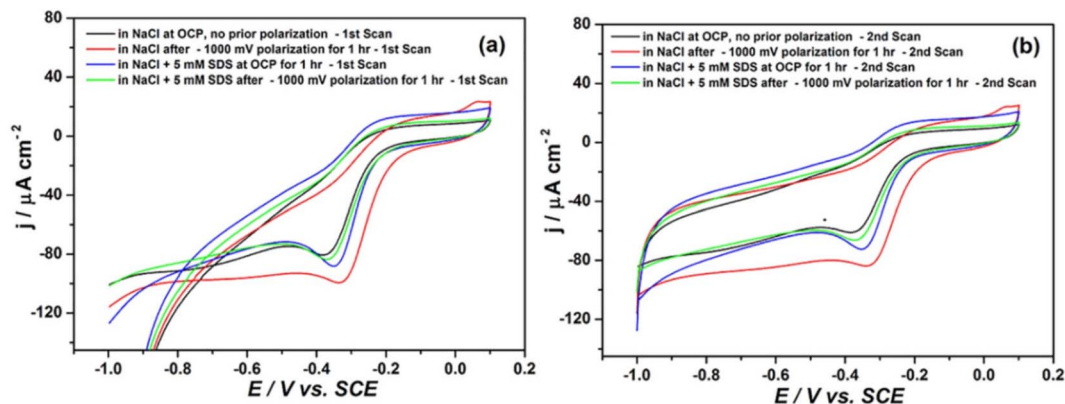 80
in NaCl at OCP, no prior polarization - 1st Scan
(a)
in NaCl after - 1000 mV polarization for 1 hr - 1st Scan
in NaCl + 5 mM SDS at OCP for 1 hr - 1st Scan
in NaCl + 5 mM SDS after - 1000 mV polarization for 1 hr - 1st Scan
40
0
-40
-80
-120
j / µA cm⁻²
-1.0 -0.8 -0.6 -0.4 -0.2 0.0 0.2
E / V vs. SCE
80
in NaCl at OCP, no prior polarization - 2nd Scan
(b)
in NaCl after - 1000 mV polarization for 1 hr - 2nd Scan
in NaCl + 5 mM SDS at OCP for 1 hr - 2nd Scan
in NaCl + 5 mM SDS after - 1000 mV polarization for 1 hr - 2nd Scan
40
0
-40
-80
-120
j / µA cm⁻²
-1.0 -0.8 -0.6 -0.4 -0.2 0.0 0.2
E / V vs. SCE